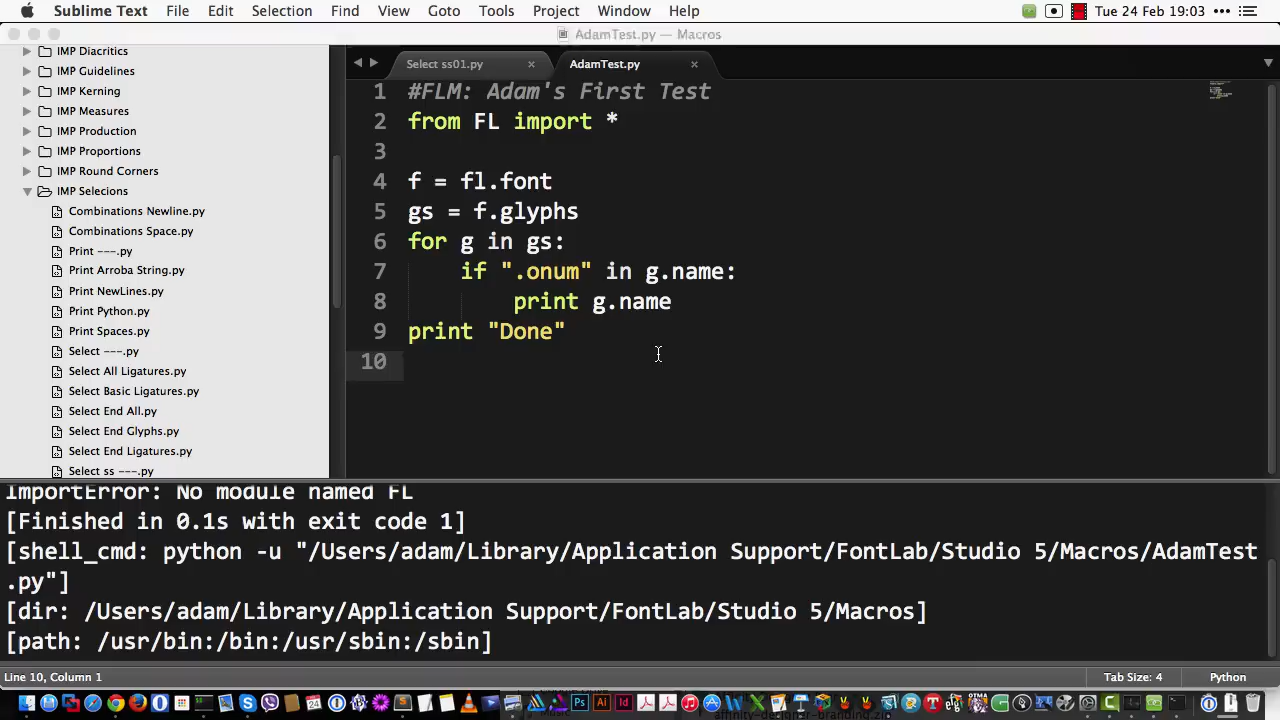 Sublime Text File Edit Selection Find View Goto Tools Project Window Help Tue 24 Feb 19:03
AdamTest.py — Macros
IMP Diacritics
IMP Guidelines
IMP Kerning
IMP Measures
IMP Production
IMP Proportions
IMP Round Corners
IMP Selecions
Combinations Newline.py
Combinations Space.py
Print ---.py
Print Arroba String.py
Print NewLines.py
Print Python.py
Print Spaces.py
Select ---.py
Select All Ligatures.py
Select Basic Ligatures.py
Select End All.py
Select End Glyphs.py
Select End Ligatures.py
Select ss ---.py
Select ss01.py AdamTest.py
1 #FLM: Adam's First Test
2 from FL import *
3
4 f = fl.font
5 gs = f.glyphs
6 for g in gs:
7 if ".onum" in g.name:
8 print g.name
9 print "Done"
10
ImportError: No module named FL
[Finished in 0.1s with exit code 1]
[shell_cmd: python -u "/Users/adam/Library/Application Support/FontLab/Studio 5/Macros/AdamTest
.py"]
[dir: /Users/adam/Library/Application Support/FontLab/Studio 5/Macros]
[path: /usr/bin:/bin:/usr/sbin:/sbin]
Line 10, Column 1 Tab Size: 4 Python
affinity-designer-branding.zip